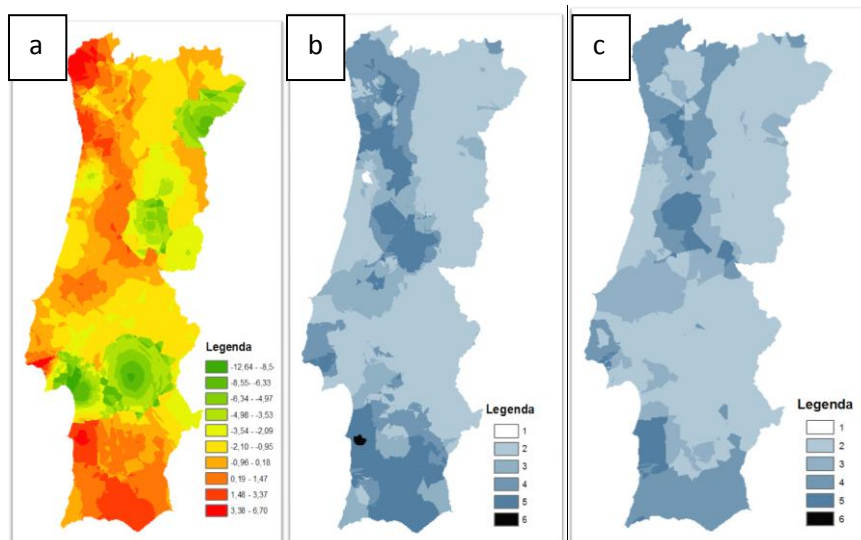 a
b
c
Legenda
-12,64 - -8,5
-8,55 - -6,33
-6,34 - -4,97
-4,98 - -3,53
-3,54 - -2,09
-2,10 - -0,95
-0,96 - 0,18
0,19 - 1,47
1,48 - 3,37
3,38 - 6,70
Legenda
1
2
3
4
5
6
Legenda
1
2
3
4
5
6